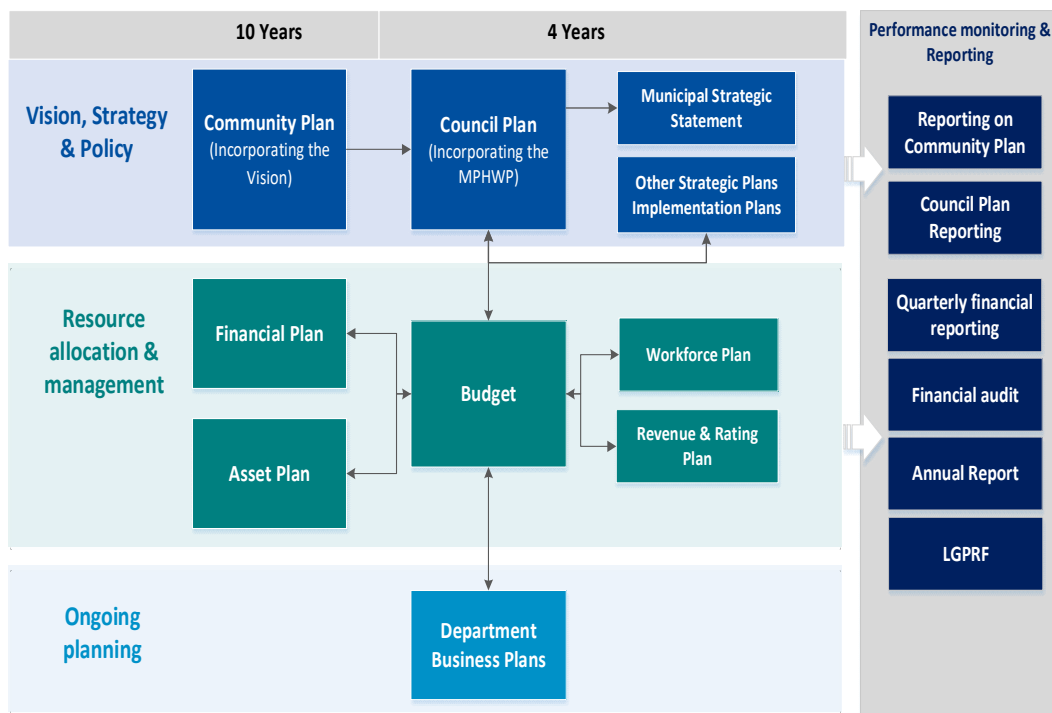 10 Years
4 Years
Performance monitoring &
Reporting
Vision, Strategy
& Policy
Community Plan
(Incorporating the
Vision)
Council Plan
(Incorporating the
MPHWP)
Municipal Strategic
Statement
Other Strategic Plans
Implementation Plans
Reporting on
Community Plan
Council Plan
Reporting
Resource
allocation &
management
Financial Plan
Asset Plan
Budget
Workforce Plan
Revenue & Rating
Plan
Quarterly financial
reporting
Financial audit
Annual Report
LGPRF
Ongoing
planning
Department
Business Plans